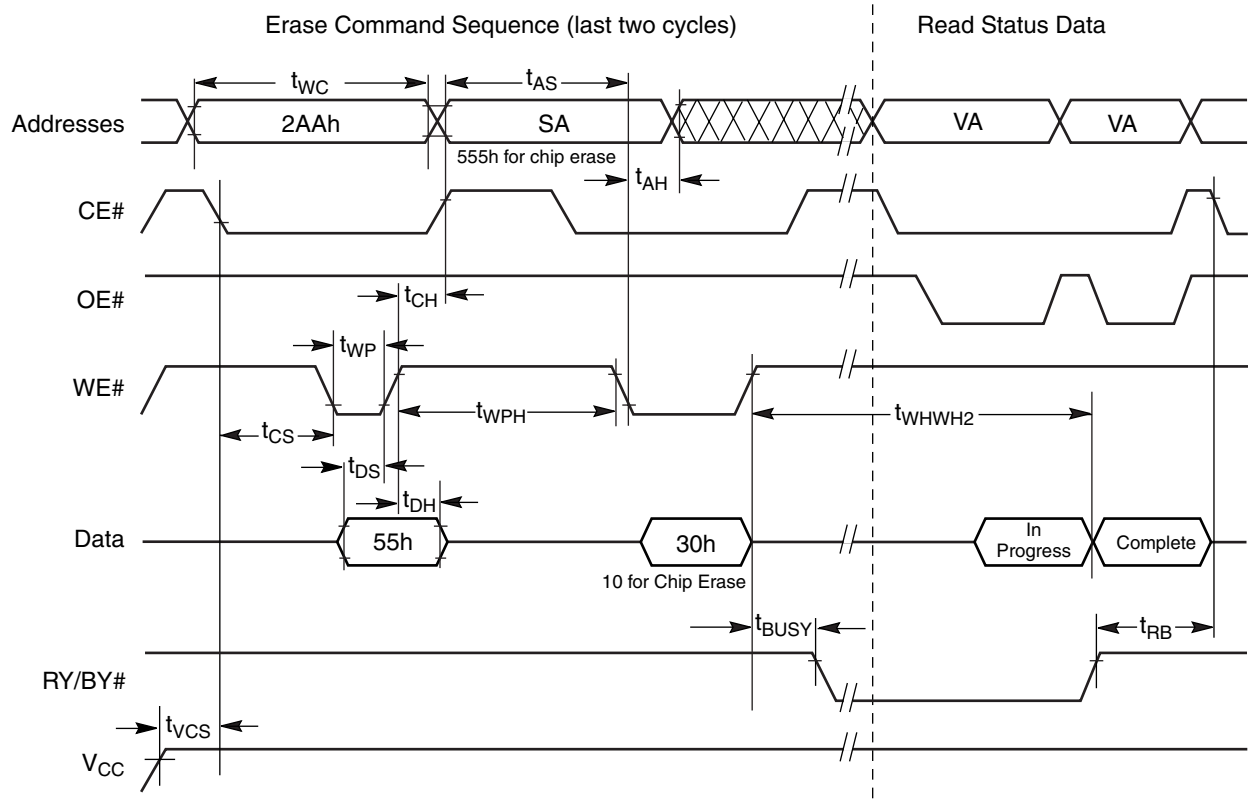 Erase Command Sequence (last two cycles)
Read Status Data
tWC
tAS
Addresses
2AAh
SA
VA
VA
555h for chip erase
tAH
CE#
OE#
tCH
tWP
WE#
tWPH
tWHWH2
tCS
tDS
tDH
Data
55h
30h
In
Progress
Complete
10 for Chip Erase
tBUSY
tRB
RY/BY#
tVCS
VCC